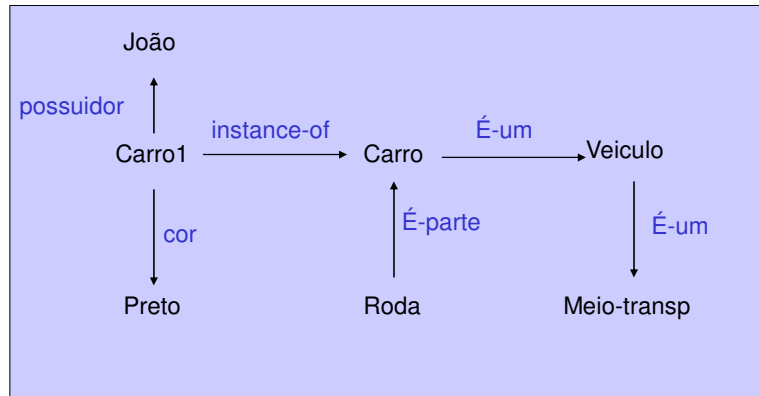 João
possuidor
instance-of
É-um
Carro1
Carro
Veiculo
cor
É-parte
É-um
Preto
Roda
Meio-transp